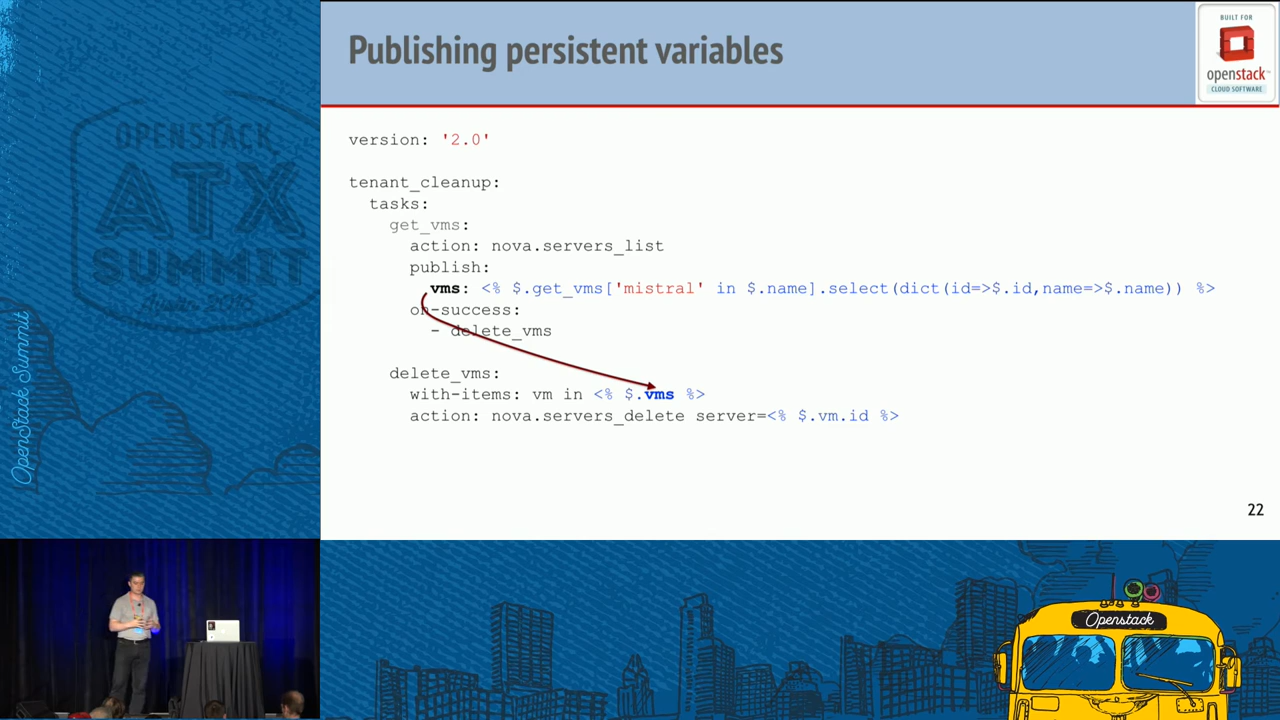 Publishing persistent variables
BUILT FOR
openstack
CLOUD SOFTWARE
version: '2.0'
tenant_cleanup:
tasks:
get_vms:
action: nova.servers_list
publish:
vms: <% $.get_vms['mistral' in $.name].select(dict(id=>$.id,name=>$.name)) %>
on-success:
- delete_vms
delete_vms:
with-items: vm in <% $.vms %>
action: nova.servers_delete server=<% $.vm.id %>
22
OPENSTACK
ATX
SUMMIT
OpenStack Summit
Openstack